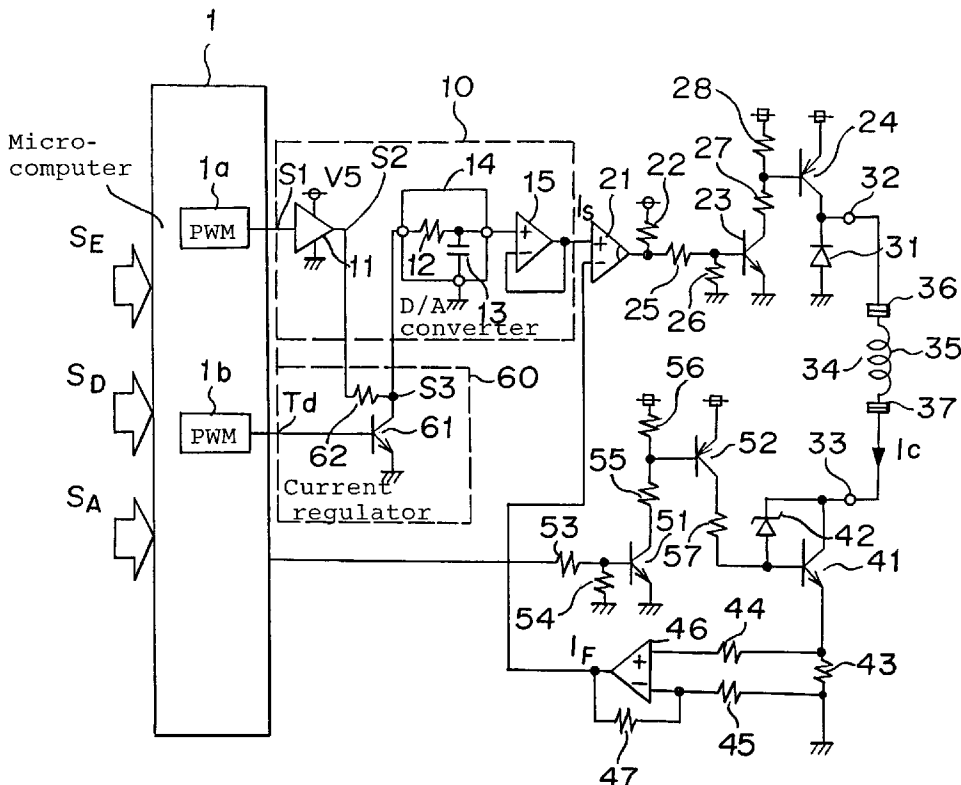 1
Micro-
computer
10
28
24
1a
S1
V5
S2
14
15
21
22
27
23
32
PWM
Is
SE
11
12
13
D/A
converter
25
26
31
36
34
35
SD
1b
Td
60
S3
56
37
PWM
62
61
52
33
Ic
Current
regulator
55
SA
53
51
57
42
41
54
46
44
IF
43
47
45